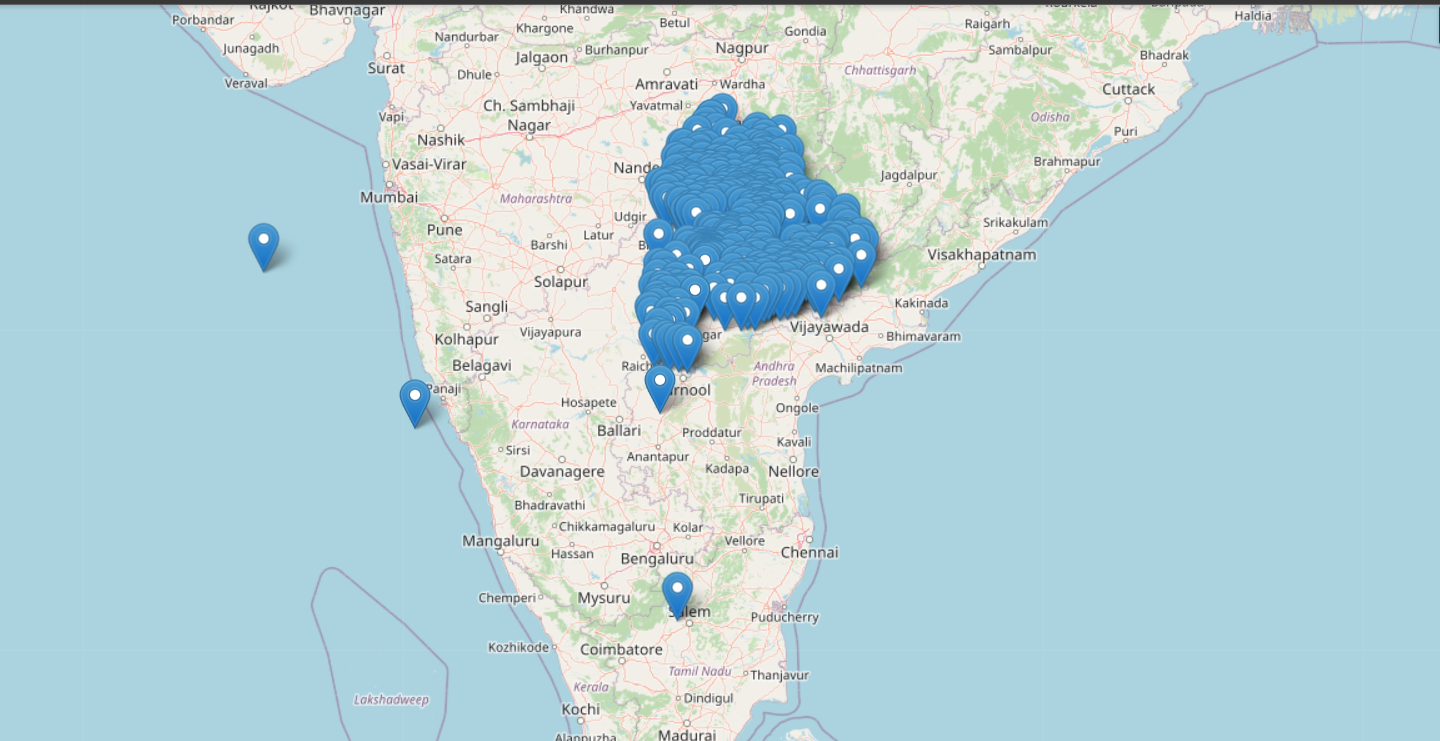 Porbandar
Bhavnagar
Khandwa
Betul
Gondia
Raigarh
Haldia
Junagadh
Nandurbar
Khargone
Burhanpur
Nagpur
Sambalpur
Bhadrak
Surat
Dhule
Jalgaon
Amravati
Wardha
Chhattisgarh
Veraval
Cuttack
Vapi
Ch. Sambhaji
Nagar
Yavatmal
Odisha
Puri
Nashik
Brahmapur
Vasai-Virar
Nande
Jagdalpur
Mumbai
Maharashtra
Udgir
Srikakulam
Pune
Latur
Barshi
Satara
Solapur
Visakhapatnam
Sangli
Kakinada
Kolhapur
Vijayapura
gar
Vijayawada
Bhimavaram
Belagavi
Raich
Andhra
Pradesh
Machilipatnam
Panaji
rnool
Hosapete
Ongole
Karnataka
Ballari
Proddatur
Kavali
Sirsi
Anantapur
Davanagere
Kadapa
Nellore
Bhadravathi
Tirupati
Chikkamagaluru
Kolar
Mangaluru
Hassan
Bengaluru
Vellore
Chennai
Chemperi
Mysuru
Salem
Puducherry
Kozhikode
Coimbatore
Tamil Nadu
Thanjavur
Lakshadweep
Kerala
Dindigul
Kochi
Alappuzha
Madurai